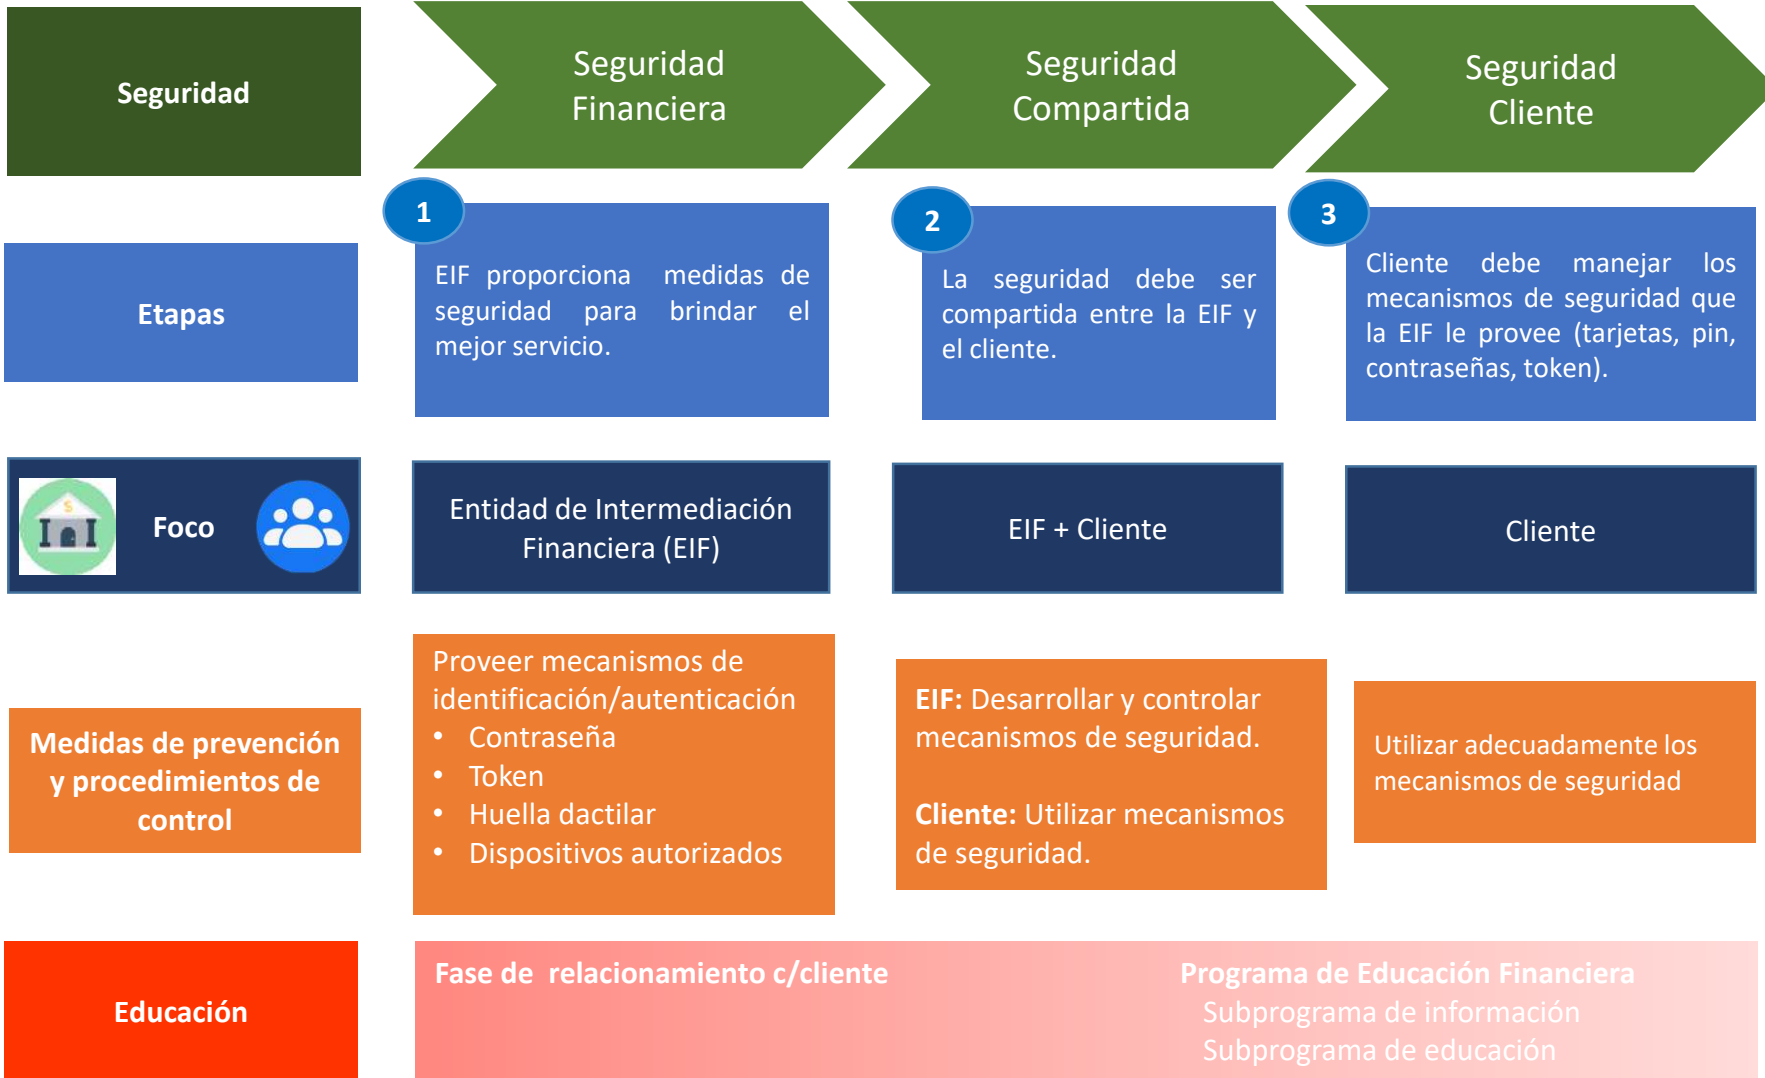 Seguridad
Seguridad
Financiera
Seguridad
Compartida
Seguridad
Cliente
Etapas
1
EIF proporciona medidas de
seguridad para brindar el
mejor servicio.
2
La seguridad debe ser
compartida entre la EIF y
el cliente.
3
Cliente debe manejar los
mecanismos de seguridad que
la EIF le provee (tarjetas, pin,
contraseñas, token).
Foco
Entidad de Intermediación
Financiera (EIF)
EIF + Cliente
Cliente
Medidas de prevención
y procedimientos de
control
Proveer mecanismos de
identificación/autenticación
• Contraseña
• Token
• Huella dactilar
• Dispositivos autorizados
EIF: Desarrollar y controlar
mecanismos de seguridad.
Cliente: Utilizar mecanismos
de seguridad.
Utilizar adecuadamente los
mecanismos de seguridad
Educación
Fase de relacionamiento c/cliente
Programa de Educación Financiera
Subprograma de información
Subprograma de educación